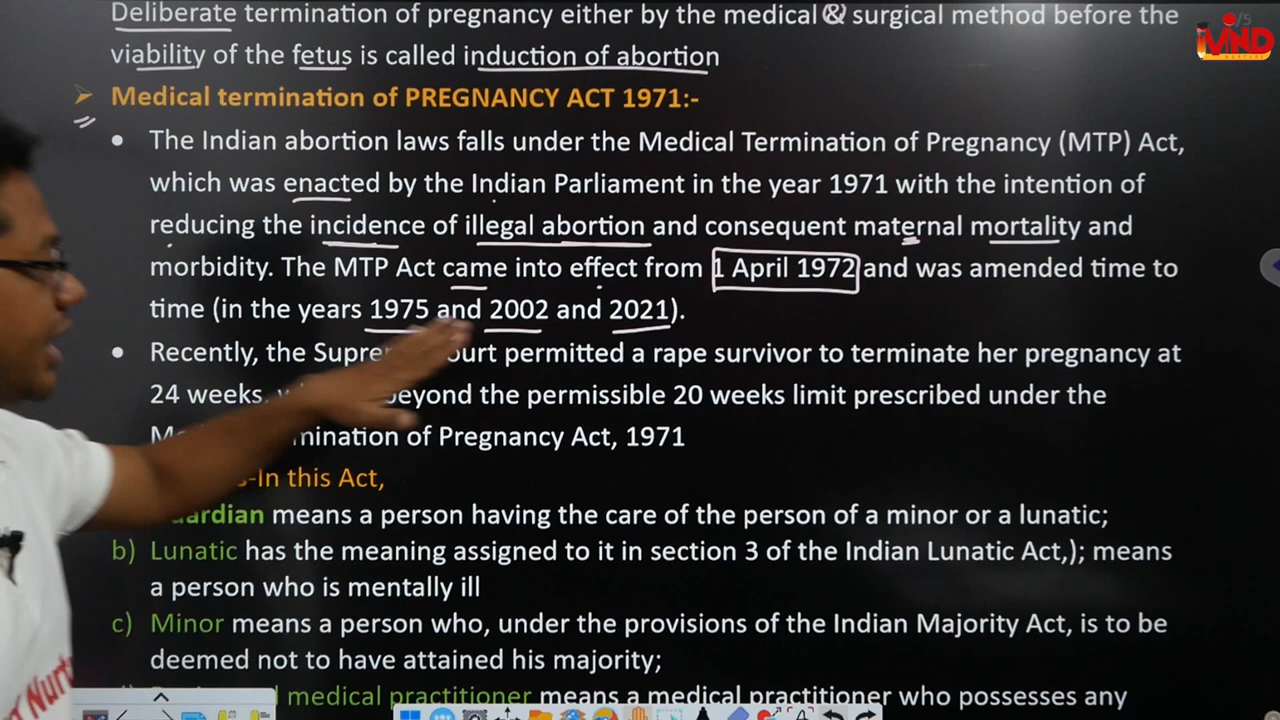 Deliberate termination of pregnancy either by the medical & surgical method before the
viability of the fetus is called induction of abortion
Medical termination of PREGNANCY ACT 1971:-
The Indian abortion laws falls under the Medical Termination of Pregnancy (MTP) Act,
which was enacted by the Indian Parliament in the year 1971 with the intention of
reducing the incidence of illegal abortion and consequent maternal mortality and
morbidity. The MTP Act came into effect from 1 April 1972 and was amended time to
time (in the years 1975 and 2002 and 2021).
Recently, the Supreme Court permitted a rape survivor to terminate her pregnancy at
24 weeks, beyond the permissible 20 weeks limit prescribed under the
of Pregnancy Act, 1971
-In this Act,
Guardian means a person having the care of the person of a minor or a lunatic;
b) Lunatic has the meaning assigned to it in section 3 of the Indian Lunatic Act,); means
a person who is mentally ill
c) Minor means a person who, under the provisions of the Indian Majority Act, is to be
deemed not to have attained his majority;
medical practitioner means a medical practitioner who possesses any